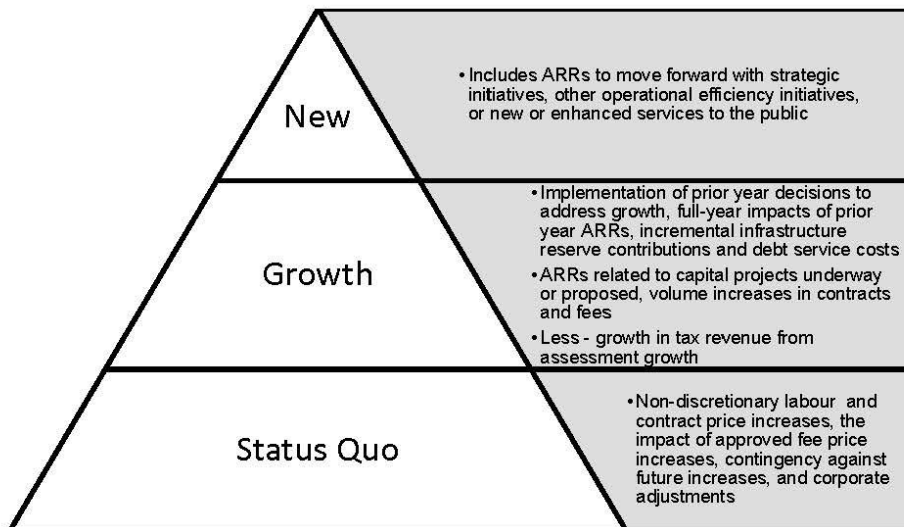 New
• Includes ARRs to move forward with strategic
initiatives, other operational efficiency initiatives,
or new or enhanced services to the public
Growth
• Implementation of prior year decisions to
address growth, full-year impacts of prior
year ARRs, incremental infrastructure
reserve contributions and debt service costs
• ARRs related to capital projects underway
or proposed, volume increases in contracts
and fees
• Less - growth in tax revenue from
assessment growth
Status Quo
• Non-discretionary labour and
contract price increases, the
impact of approved fee price
increases, contingency against
future increases, and corporate
adjustments